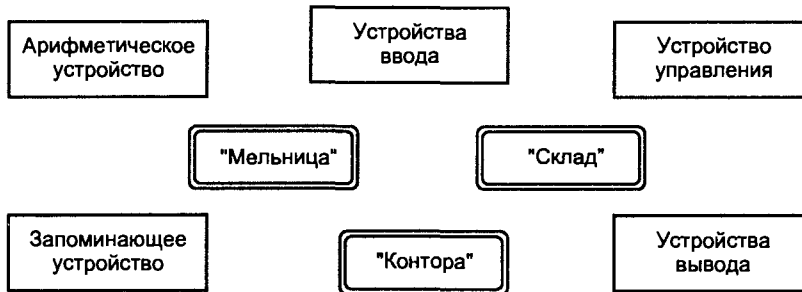 Арифметическое
устройство
Устройства
ввода
Устройство
управления
"Мельница"
"Склад"
Запоминающее
устройство
"Контора"
Устройства
вывода